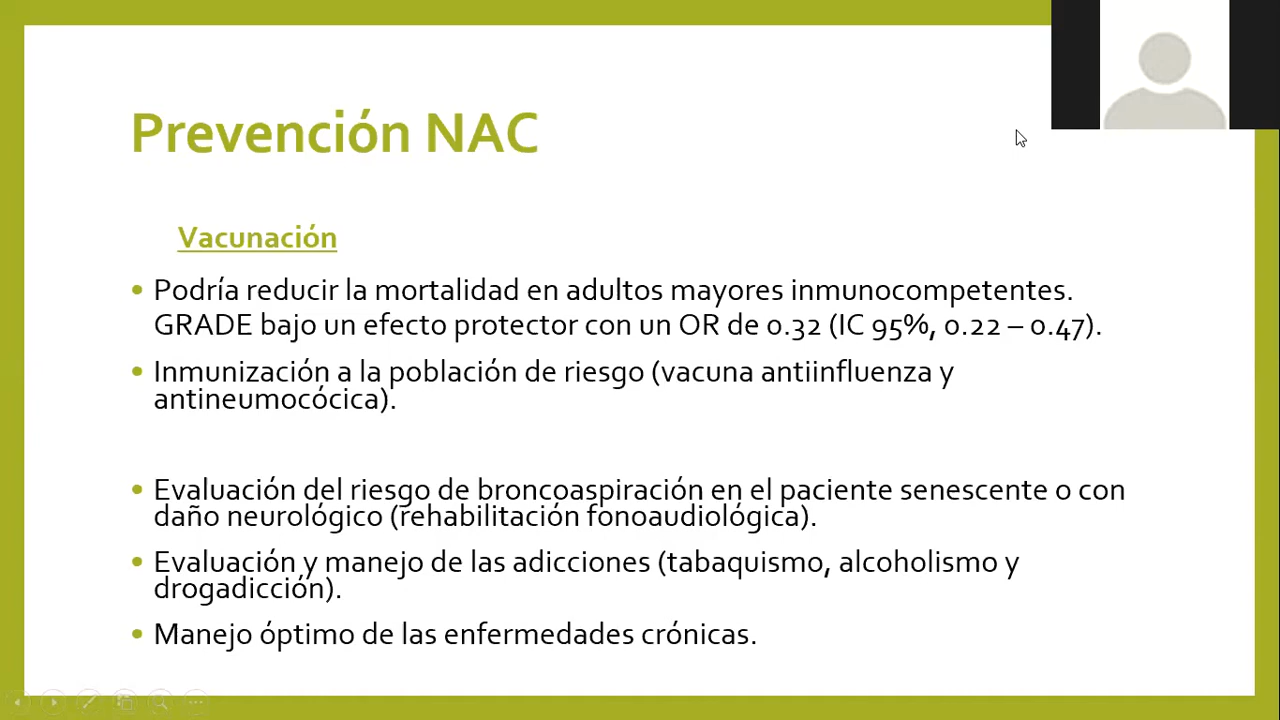 Prevención NAC
Vacunación
• Podría reducir la mortalidad en adultos mayores inmunocompetentes.
GRADE bajo un efecto protector con un OR de 0.32 (IC 95%, 0.22 – 0.47).
• Inmunización a la población de riesgo (vacuna antiinfluenza y
antineumocócica).
• Evaluación del riesgo de broncoaspiración en el paciente senescente o con
daño neurológico (rehabilitación fonoaudiológica).
• Evaluación y manejo de las adicciones (tabaquismo, alcoholismo y
drogadicción).
• Manejo óptimo de las enfermedades crónicas.